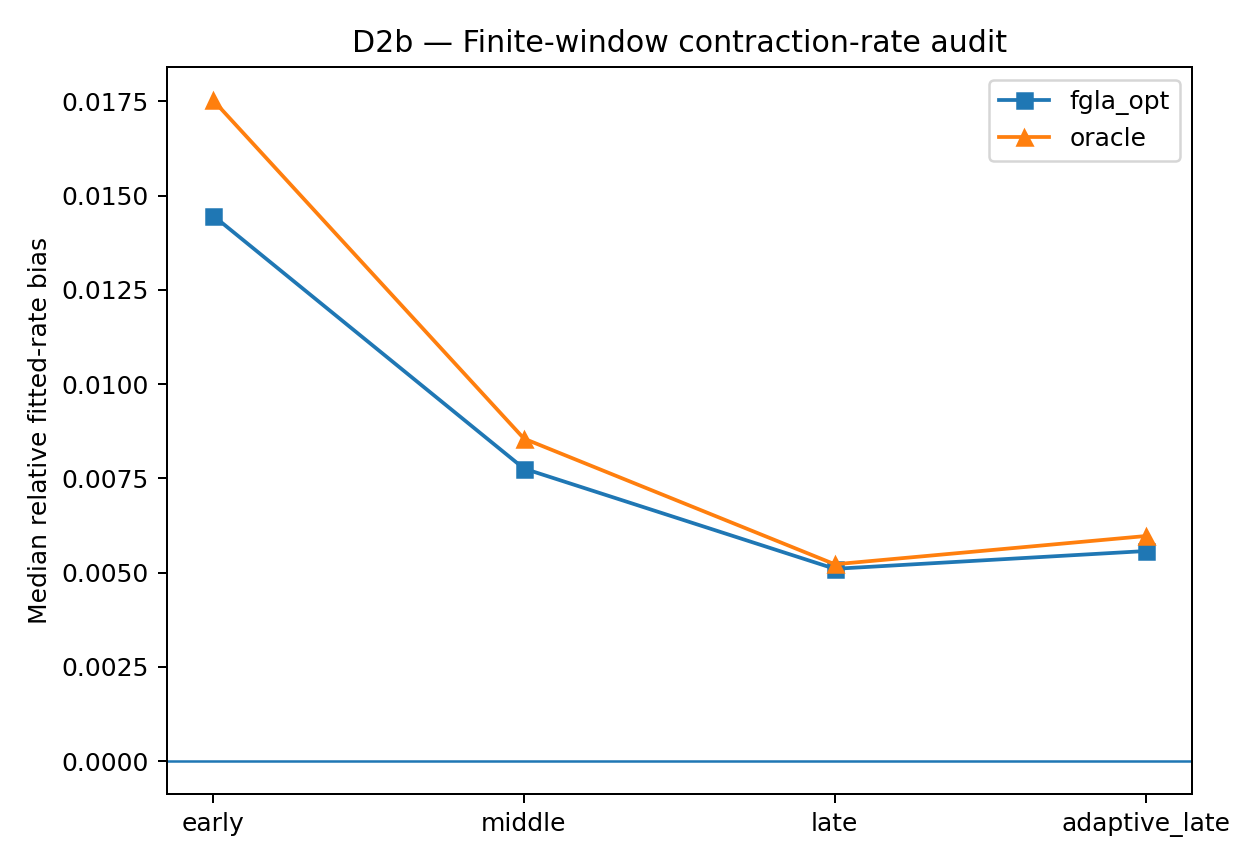 D2b — Finite-window contraction-rate audit
Median relative fitted-rate bias
0.0175
0.0150
0.0125
0.0100
0.0075
0.0050
0.0025
0.0000
fgla_opt
oracle
early
middle
late
adaptive_late